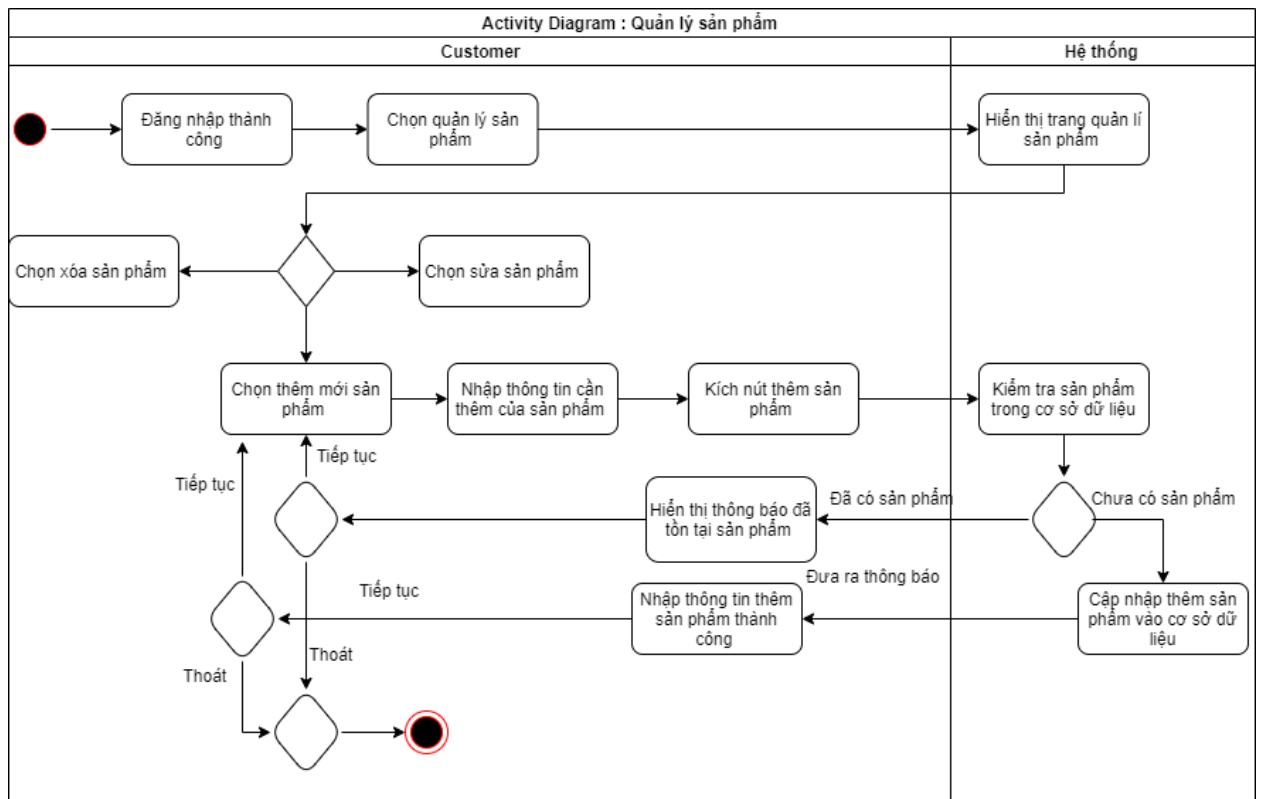 Activity Diagram : Quản lý sản phẩm
Customer
Hệ thống
Đăng nhập thành
công
Chọn quản lý sản
phẩm
Hiển thị trang quản lí
sản phẩm
Chọn xóa sản phẩm
Chọn sửa sản phẩm
Chọn thêm mới sản
phẩm
Nhập thông tin cần
thêm của sản phẩm
Kích nút thêm sản
phẩm
Kiểm tra sản phẩm
trong cơ sở dữ liệu
Tiếp tục
Tiếp tục
Hiển thị thông báo đã
tồn tại sản phẩm
Đã có sản phẩm
Chưa có sản phẩm
Tiếp tục
Nhập thông tin thêm
sản phẩm thành
công
Đưa ra thông báo
Cập nhập thêm sản
phẩm vào cơ sở dữ
liệu
Thoát
Thoát